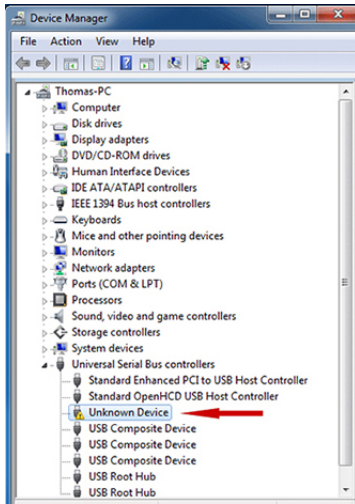 Device Manager
File Action View Help
Thomas-PC
Computer
Disk drives
Display adapters
DVD/CD-ROM drives
Human Interface Devices
IDE ATA/ATAPI controllers
IEEE 1394 Bus host controllers
Keyboards
Mice and other pointing devices
Monitors
Network adapters
Ports (COM & LPT)
Processors
Sound, video and game controllers
Storage controllers
System devices
Universal Serial Bus controllers
Standard Enhanced PCI to USB Host Controller
Standard OpenHCD USB Host Controller
Unknown Device
USB Composite Device
USB Composite Device
USB Composite Device
USB Root Hub
USB Root Hub